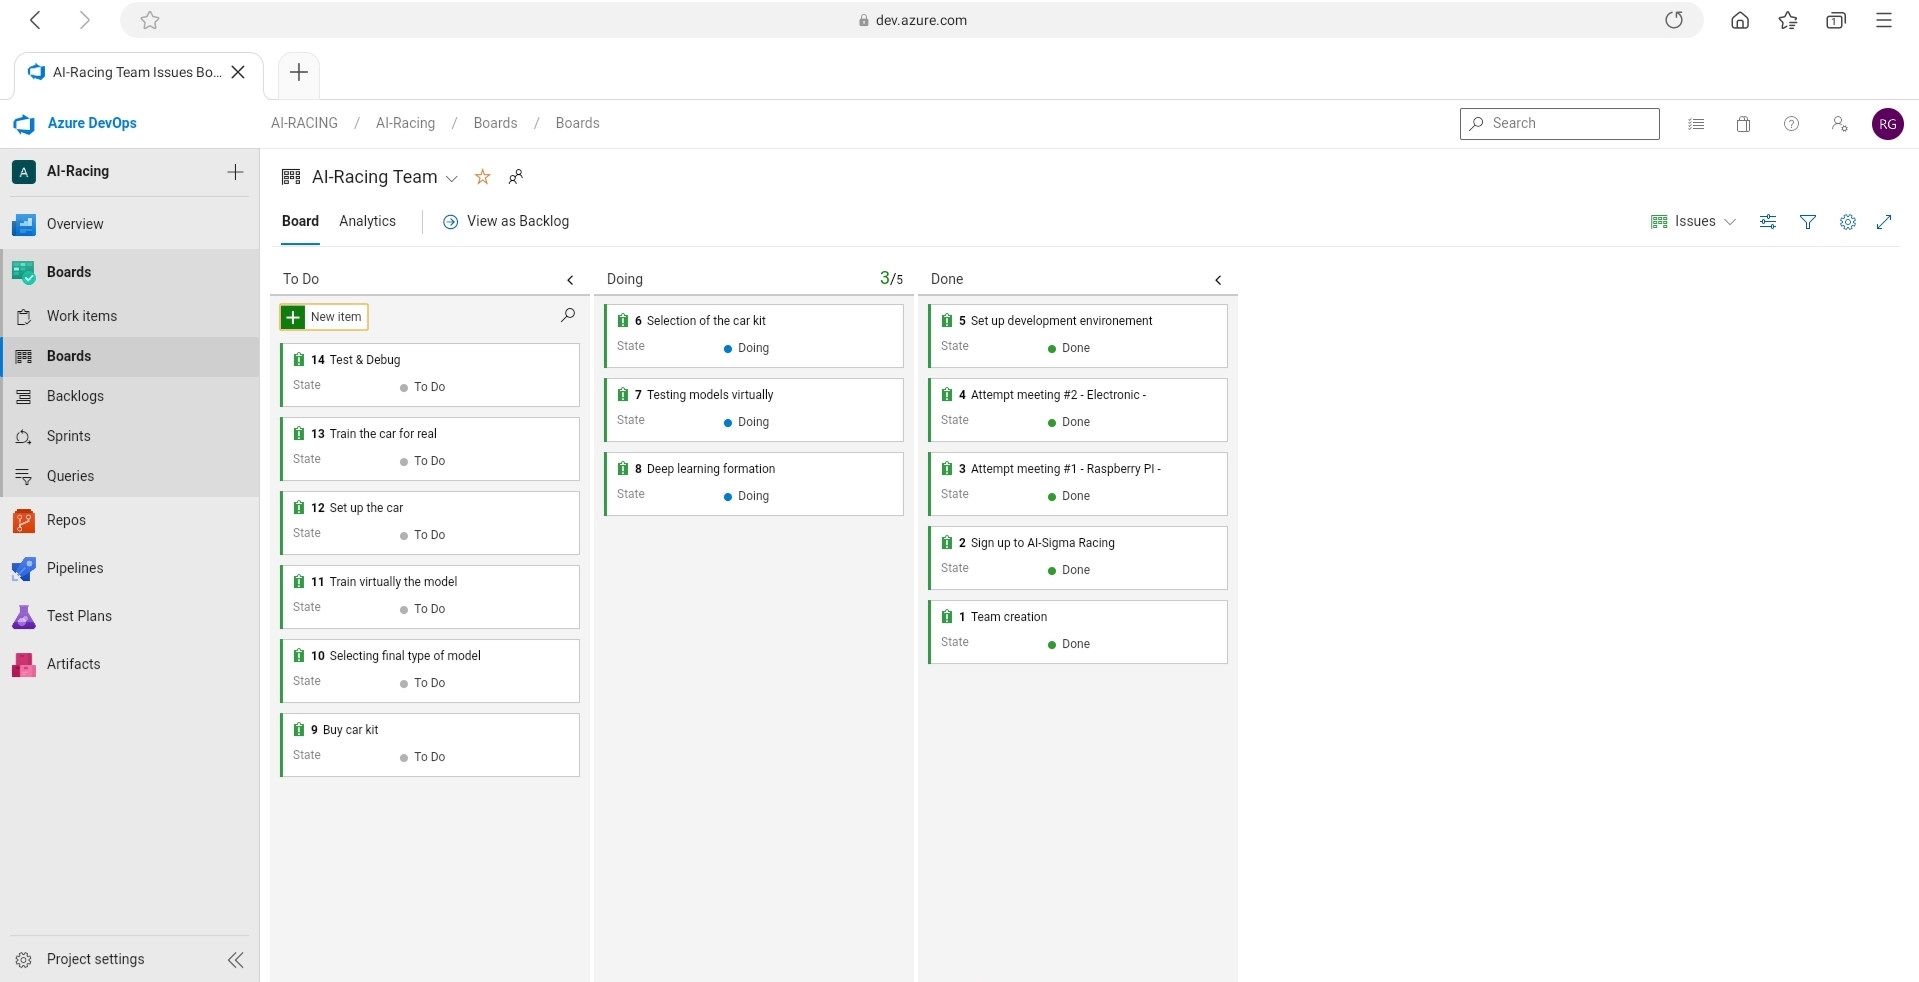 dev.azure.com
1
AI-Racing Team Issues Bo...
Azure DevOps
AI-RACING / AI-Racing / Boards / Boards
Search
RG
A AI-Racing
Overview
Boards
Work items
Boards
Backlogs
Sprints
Queries
Repos
Pipelines
Test Plans
Artifacts
Project settings
AI-Racing Team
Board Analytics View as Backlog
Issues
To Do
New item
14 Test & Debug
State To Do
13 Train the car for real
State To Do
12 Set up the car
State To Do
11 Train virtually the model
State To Do
10 Selecting final type of model
State To Do
9 Buy car kit
State To Do
Doing 3/5
6 Selection of the car kit
State Doing
7 Testing models virtually
State Doing
8 Deep learning formation
State Doing
Done
5 Set up development environement
State Done
4 Attempt meeting #2 - Electronic -
State Done
3 Attempt meeting #1 - Raspberry PI -
State Done
2 Sign up to AI-Sigma Racing
State Done
1 Team creation
State Done